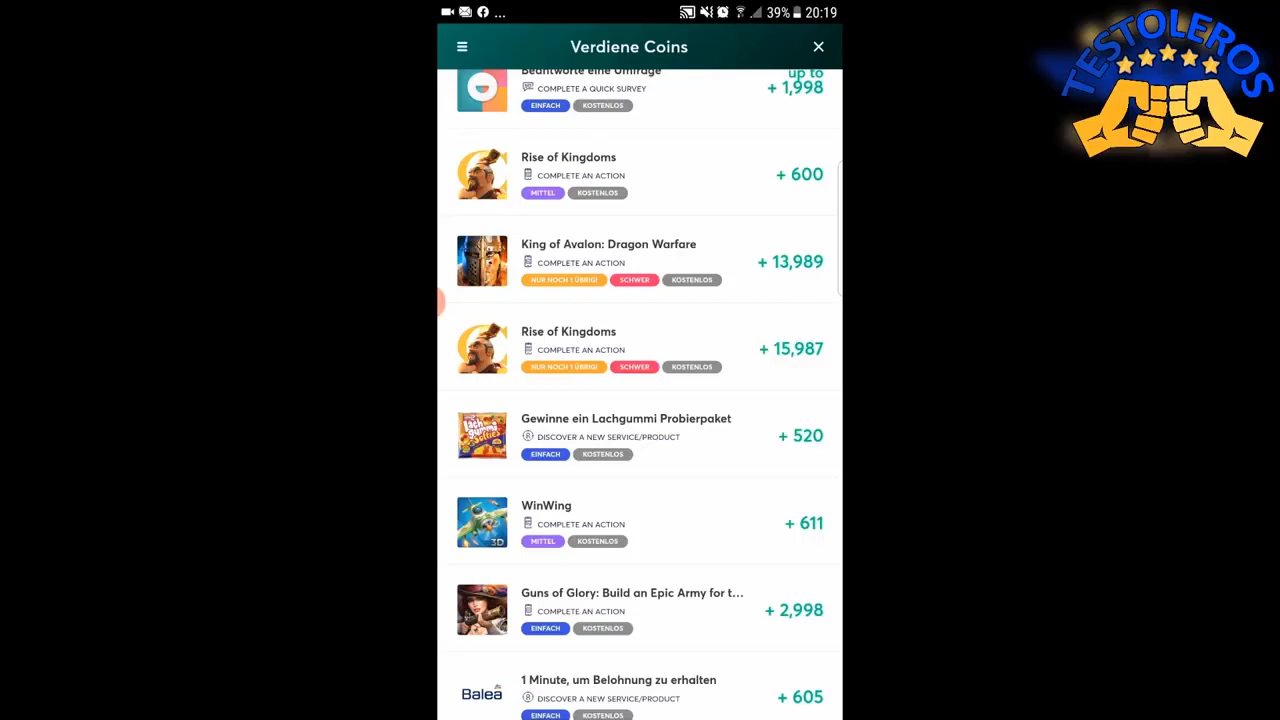 ... 39% 20:19
Verdiene Coins
TESTOLEROS
Beantworte eine Umfrage
up to
COMPLETE A QUICK SURVEY
+ 1,998
EINFACH KOSTENLOS
Rise of Kingdoms
COMPLETE AN ACTION
+ 600
MITTEL KOSTENLOS
King of Avalon: Dragon Warfare
COMPLETE AN ACTION
+ 13,989
NUR NOCH 1 ÜBRIG! SCHWER KOSTENLOS
Rise of Kingdoms
COMPLETE AN ACTION
+ 15,987
NUR NOCH 1 ÜBRIG! SCHWER KOSTENLOS
Gewinne ein Lachgummi Probierpaket
DISCOVER A NEW SERVICE/PRODUCT
+ 520
EINFACH KOSTENLOS
lach
gummi
Softies
WinWing
COMPLETE AN ACTION
+ 611
MITTEL KOSTENLOS
3D
Guns of Glory: Build an Epic Army for t...
COMPLETE AN ACTION
+ 2,998
EINFACH KOSTENLOS
1 Minute, um Belohnung zu erhalten
Balea
DISCOVER A NEW SERVICE/PRODUCT
+ 605
EINFACH KOSTENLOS